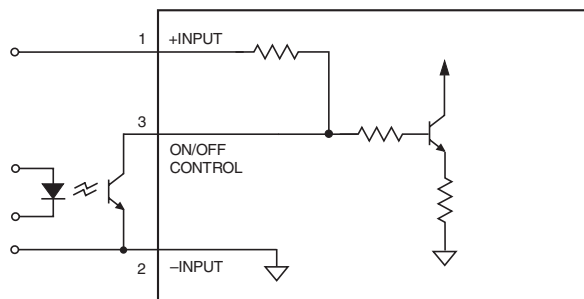 1
+INPUT
3
ON/OFF
CONTROL
2
–INPUT